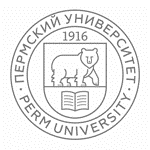 ПЕРМСКИЙ УНИВЕРСИТЕТ
1916
PERM UNIVERSITY